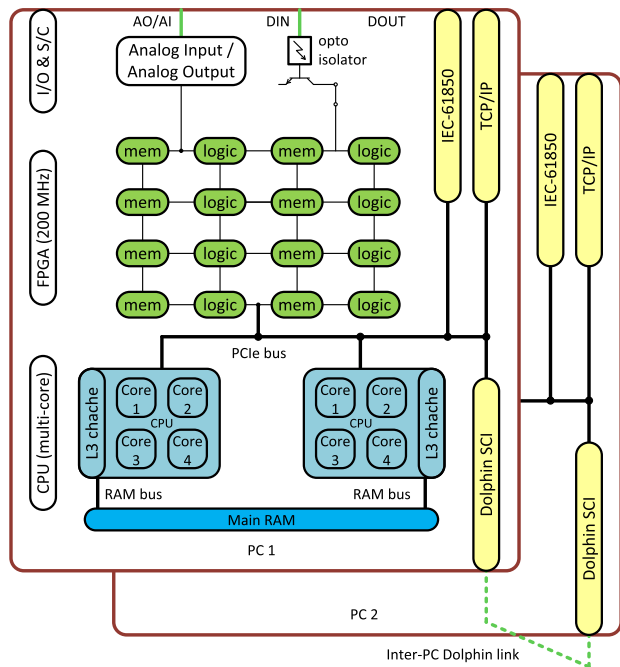 AO/AI
DIN
DOUT
I/O & S/C
Analog Input /
Analog Output
opto
isolator
IEC-61850
TCP/IP
IEC-61850
TCP/IP
FPGA (200 MHz)
mem
logic
mem
logic
mem
logic
mem
logic
mem
logic
mem
logic
mem
logic
mem
logic
PCIe bus
CPU (multi-core)
L3 chache
Core
1
Core
2
CPU
Core
3
Core
4
Core
1
Core
2
CPU
Core
3
Core
4
L3 chache
Dolphin SCI
Dolphin SCI
RAM bus
RAM bus
Main RAM
PC 1
PC 2
Inter-PC Dolphin link